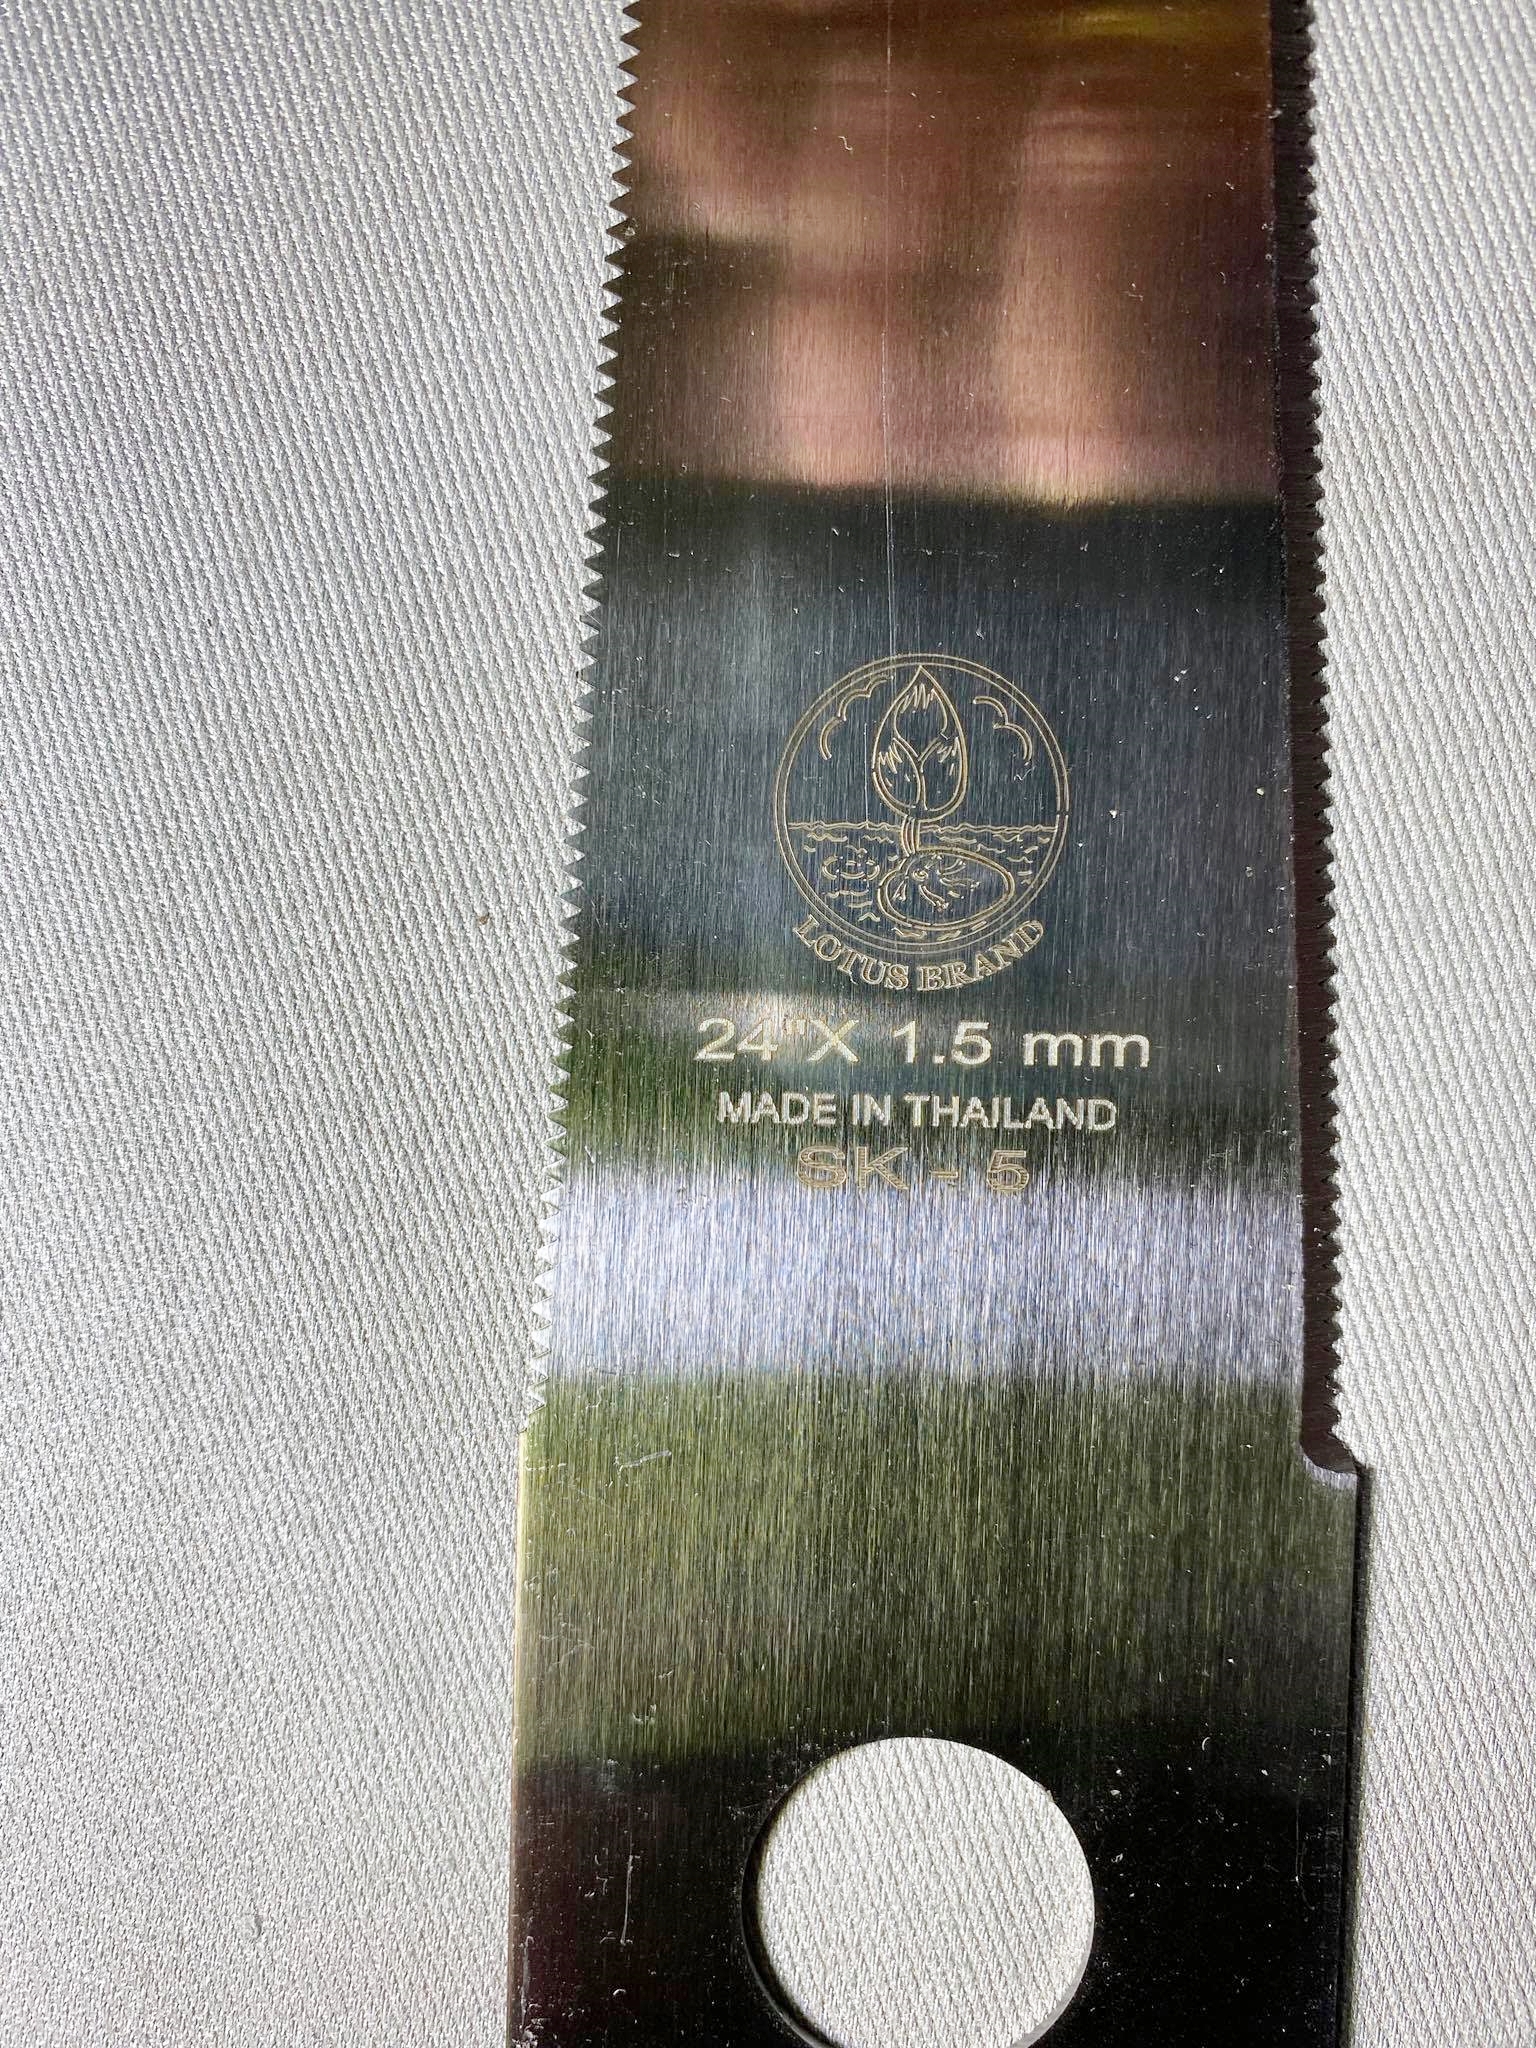 LOTUS BRAND
24"X 1.5 mm
MADE IN THAILAND
SK - 5